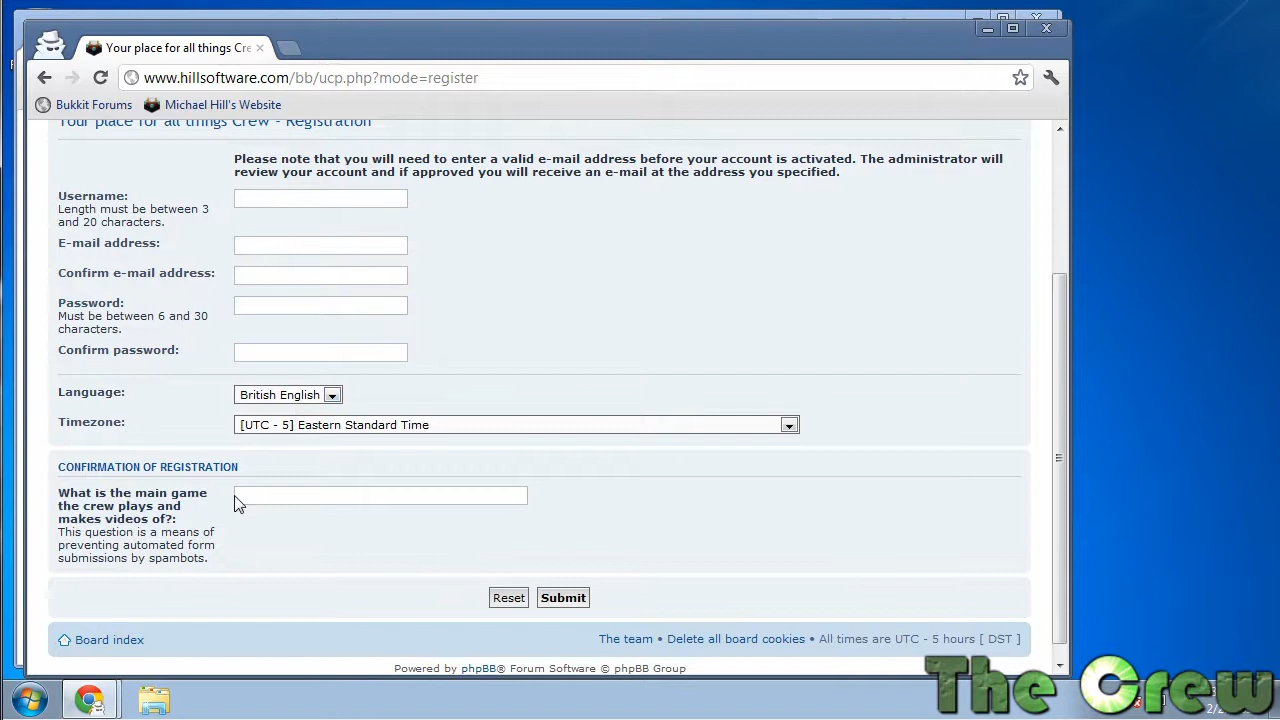 Your place for all things Cre
www.hillsoftware.com/bb/ucp.php?mode=register
Bukkit Forums Michael Hill's Website
Your place for all things Crew - Registration
Please note that you will need to enter a valid e-mail address before your account is activated. The administrator will
review your account and if approved you will receive an e-mail at the address you specified.
Username:
Length must be between 3
and 20 characters.
E-mail address:
Confirm e-mail address:
Password:
Must be between 6 and 30
characters.
Confirm password:
Language: British English
Timezone: [UTC - 5] Eastern Standard Time
CONFIRMATION OF REGISTRATION
What is the main game
the crew plays and
makes videos of?:
This question is a means of
preventing automated form
submissions by spambots.
Reset Submit
Board index The team • Delete all board cookies • All times are UTC - 5 hours [ DST ]
Powered by phpBB® Forum Software © phpBB Group
The Crew